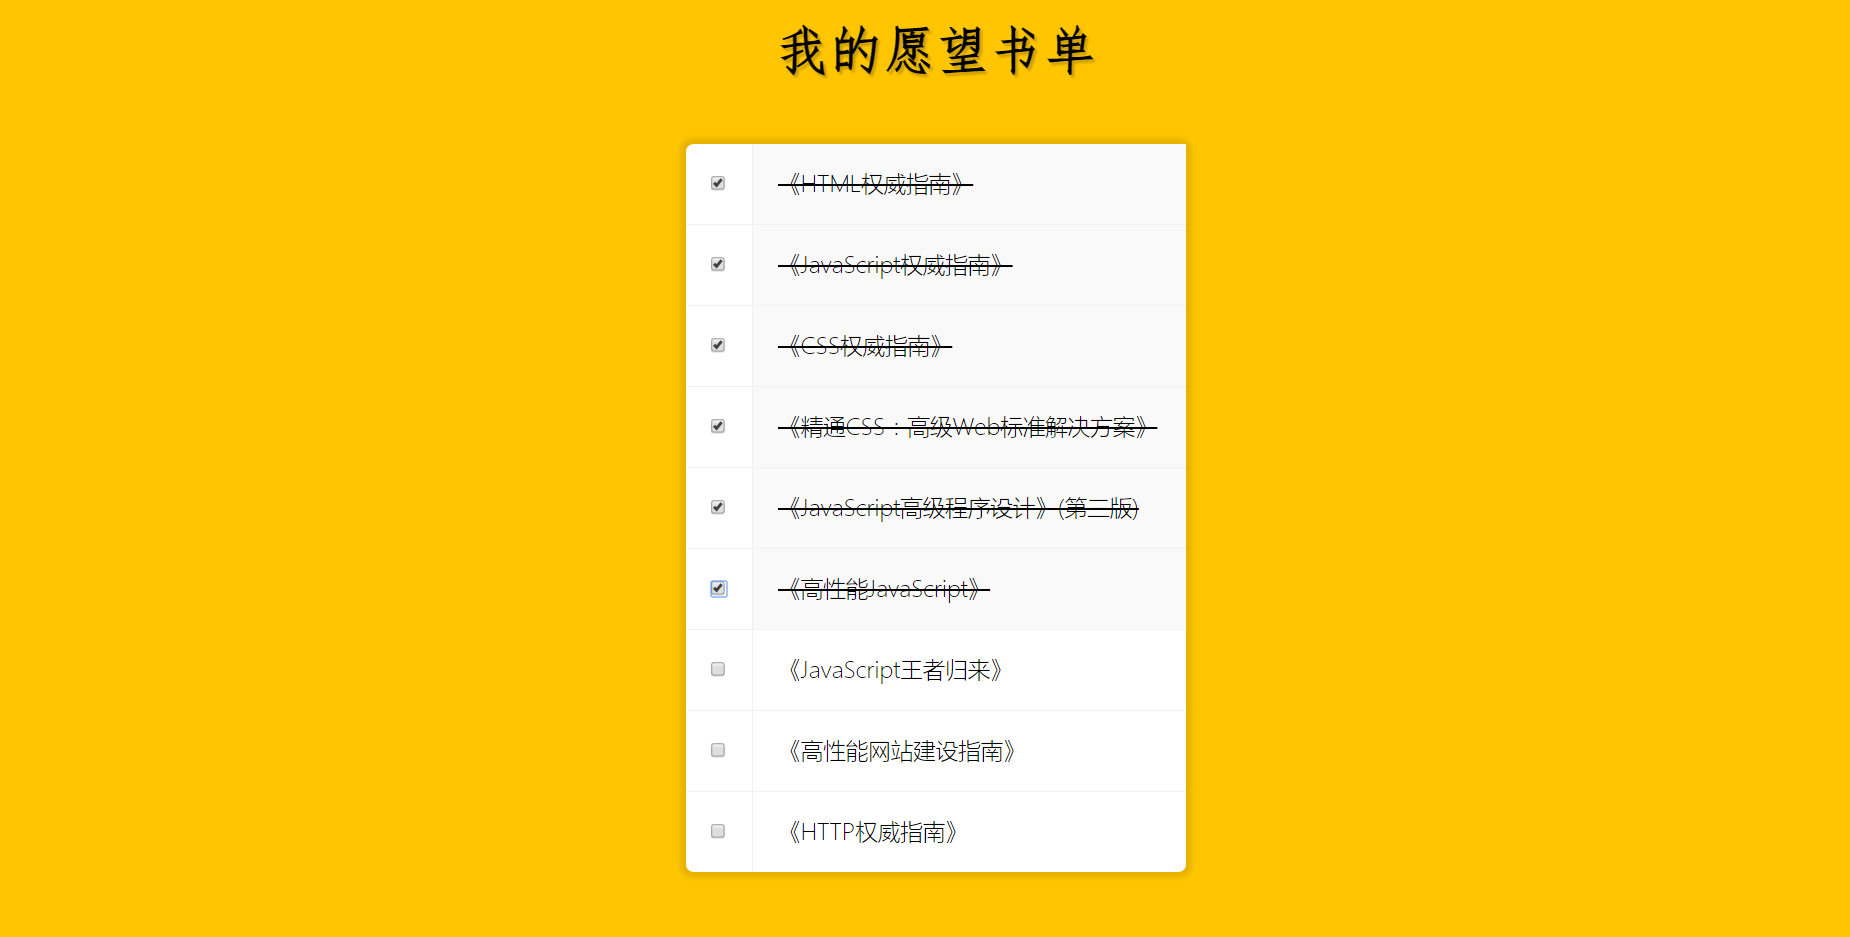 我的愿望书单
《HTML权威指南》
《JavaScript权威指南》
《CSS权威指南》
《精通CSS：高级Web标准解决方案》
《JavaScript高级程序设计》(第三版)
《高性能JavaScript》
《JavaScript王者归来》
《高性能网站建设指南》
《HTTP权威指南》